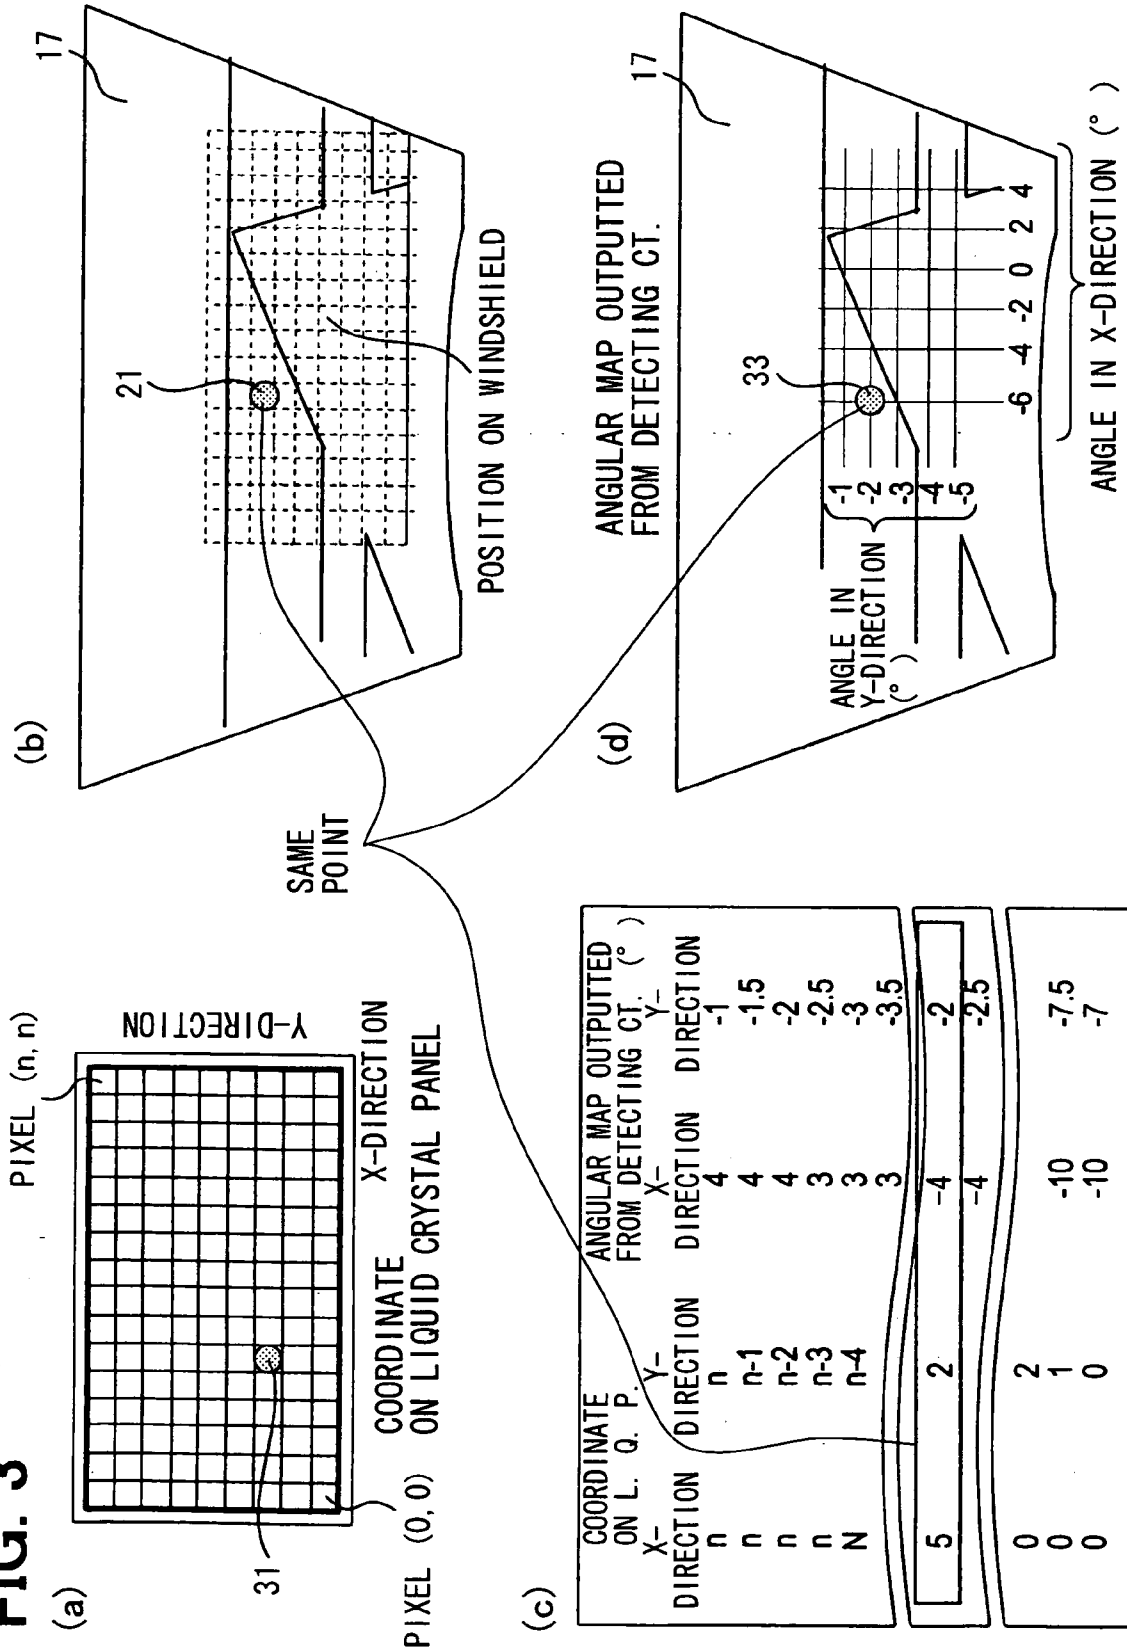 FIG. 3
(a)
PIXEL (n, n)
Y-DIRECTION
31
PIXEL (0, 0)
X-DIRECTION
COORDINATE
ON LIQUID CRYSTAL PANEL
(b)
17
21
POSITION ON WINDSHIELD
SAME
POINT
(c)
COORDINATE
ON L. Q. P.
ANGULAR MAP OUTPUTTED
FROM DETECTING CT. (°)
X-
DIRECTION
Y-
DIRECTION
X-
DIRECTION
Y-
DIRECTION
n n 4 -1
n n-1 4 -1.5
n n-2 4 -2
n n-3 3 -2.5
N n-4 3 -3
3 -3.5
5 2 -4 -2
-4 -2.5
0 2
0 1 -10 -7.5
0 0 -10 -7
(d)
ANGULAR MAP OUTPUTTED
FROM DETECTING CT.
17
33
-1
-2
-3
-4
-5
ANGLE IN
Y-DIRECTION
(°)
-6 -4 -2 0 2 4
ANGLE IN X-DIRECTION (°)